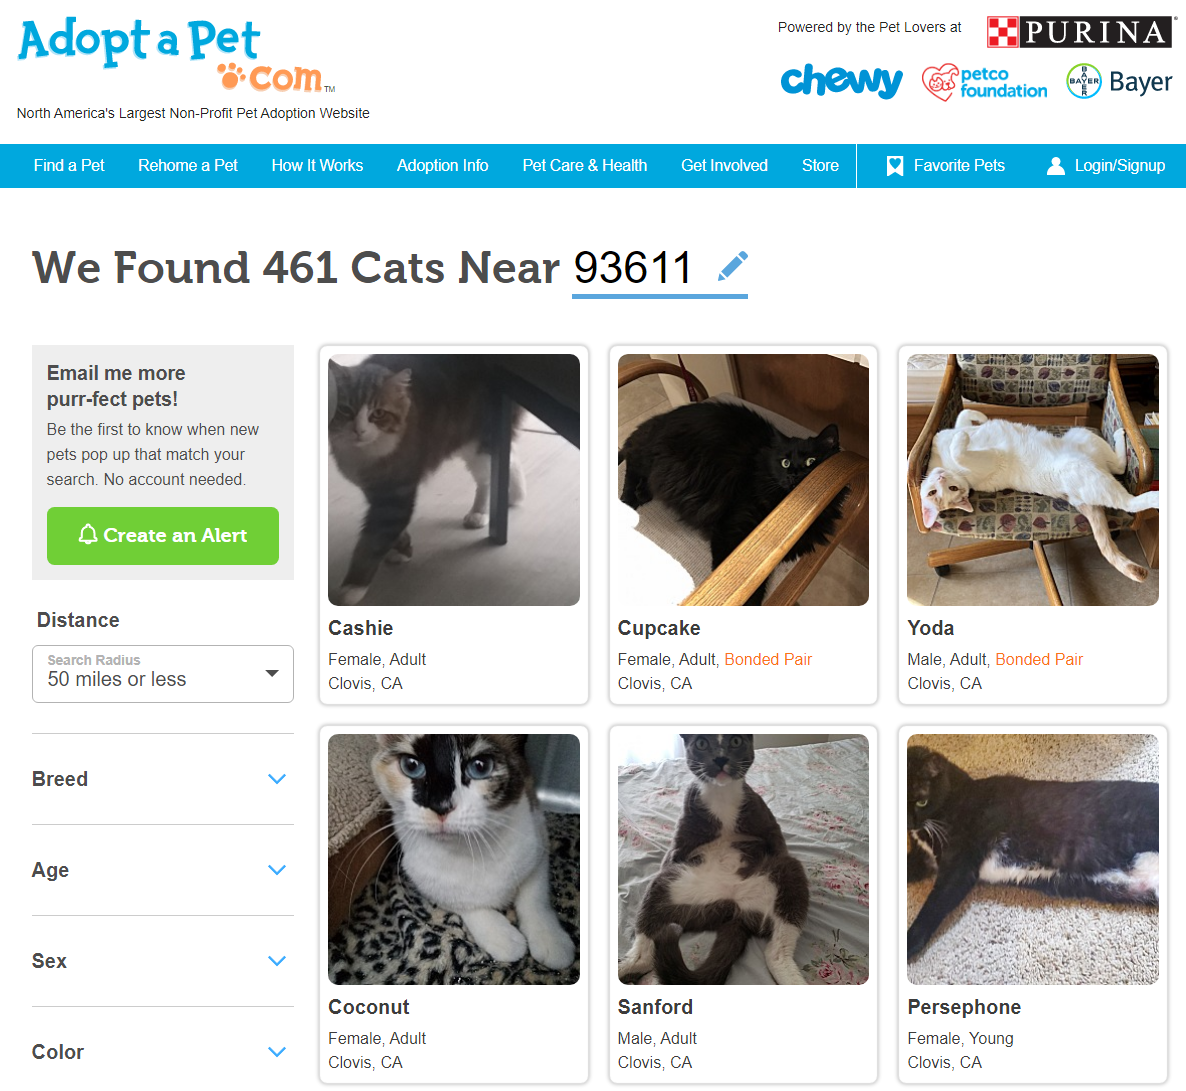 Adopt a Pet
.com TM
North America's Largest Non-Profit Pet Adoption Website
Powered by the Pet Lovers at
PURINA
chewy
petco
foundation
BAYER
BAYER
Bayer
Find a Pet
Rehome a Pet
How It Works
Adoption Info
Pet Care & Health
Get Involved
Store
Favorite Pets
Login/Signup
We Found 461 Cats Near 93611
Email me more
purr-fect pets!
Be the first to know when new
pets pop up that match your
search. No account needed.
Create an Alert
Distance
Search Radius
50 miles or less
Breed
Age
Sex
Color
Cashie
Female, Adult
Clovis, CA
Cupcake
Female, Adult, Bonded Pair
Clovis, CA
Yoda
Male, Adult, Bonded Pair
Clovis, CA
Coconut
Female, Adult
Clovis, CA
Sanford
Male, Adult
Clovis, CA
Persephone
Female, Young
Clovis, CA